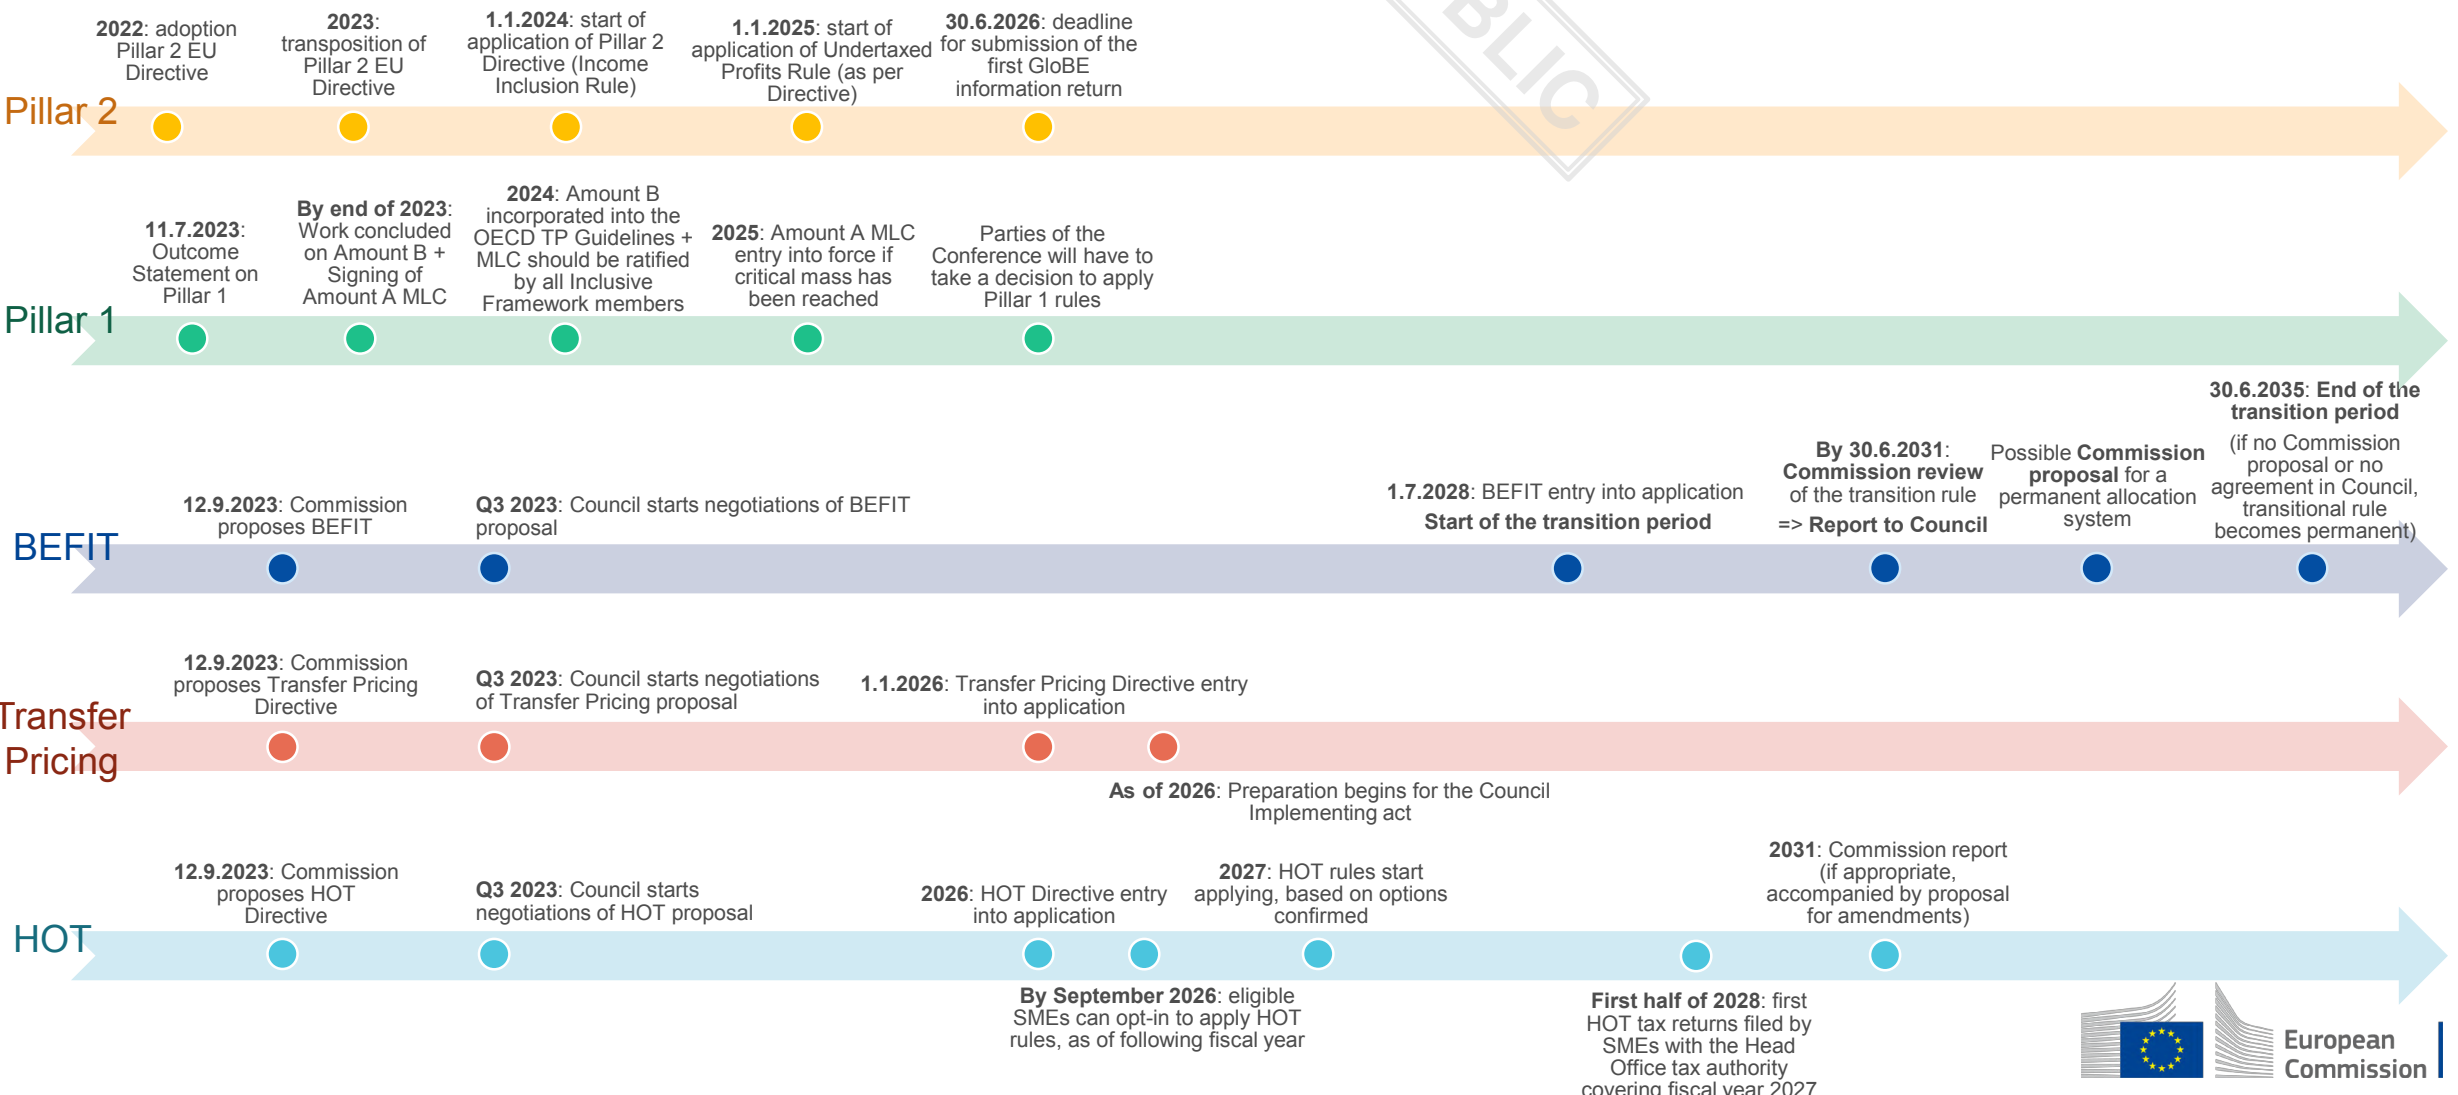 2022: adoption
Pillar 2 EU
Directive
2023:
transposition of
Pillar 2 EU
Directive
1.1.2024: start of
application of Pillar 2
Directive (Income
Inclusion Rule)
1.1.2025: start of
application of Undertaxed
Profits Rule (as per
Directive)
30.6.2026: deadline
for submission of the
first GloBE
information return
BLIC
Pillar 2
11.7.2023:
Outcome
Statement on
Pillar 1
By end of 2023:
Work concluded
on Amount B +
Signing of
Amount A MLC
2024: Amount B
incorporated into the
OECD TP Guidelines +
MLC should be ratified
by all Inclusive
Framework members
2025: Amount A MLC
entry into force if
critical mass has
been reached
Parties of the
Conference will have to
take a decision to apply
Pillar 1 rules
Pillar 1
12.9.2023: Commission
proposes BEFIT
Q3 2023: Council starts negotiations of BEFIT
proposal
1.7.2028: BEFIT entry into application
Start of the transition period
By 30.6.2031:
Commission review
of the transition rule
=> Report to Council
Possible Commission
proposal for a
permanent allocation
system
30.6.2035: End of the
transition period
(if no Commission
proposal or no
agreement in Council,
transitional rule
becomes permanent)
BEFIT
12.9.2023: Commission
proposes Transfer Pricing
Directive
Q3 2023: Council starts negotiations
of Transfer Pricing proposal
1.1.2026: Transfer Pricing Directive entry
into application
Transfer
Pricing
As of 2026: Preparation begins for the Council
Implementing act
12.9.2023: Commission
proposes HOT
Directive
Q3 2023: Council starts
negotiations of HOT proposal
2026: HOT Directive entry
into application
2027: HOT rules start
applying, based on options
confirmed
2031: Commission report
(if appropriate,
accompanied by proposal
for amendments)
HOT
By September 2026: eligible
SMEs can opt-in to apply HOT
rules, as of following fiscal year
First half of 2028: first
HOT tax returns filed by
SMEs with the Head
Office tax authority
covering fiscal year 2027
European
Commission